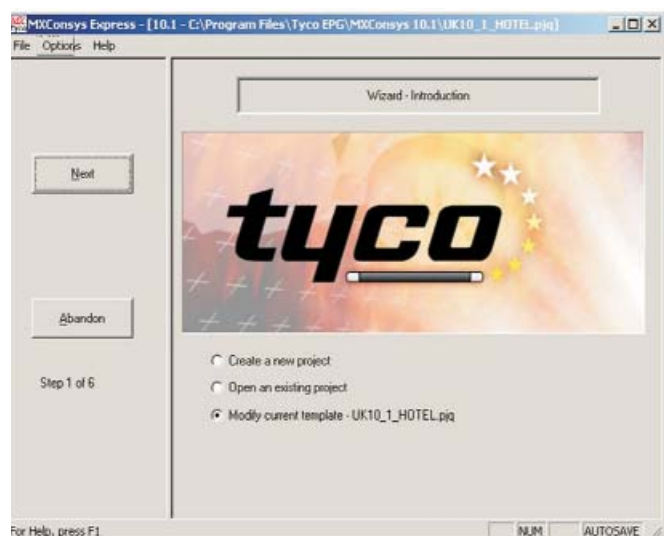 MXConsys Express - [10.1 - C:\Program Files\Tyco EPG\MXConsys 10.1\UK10_1_HOTEL.pjq]
File Options Help
Wizard - Introduction
Next
tyco
Abandon
Step 1 of 6
Create a new project
Open an existing project
Modify current template - UK10_1_HOTEL.pjq
For Help, press F1
NUM AUTOSAVE